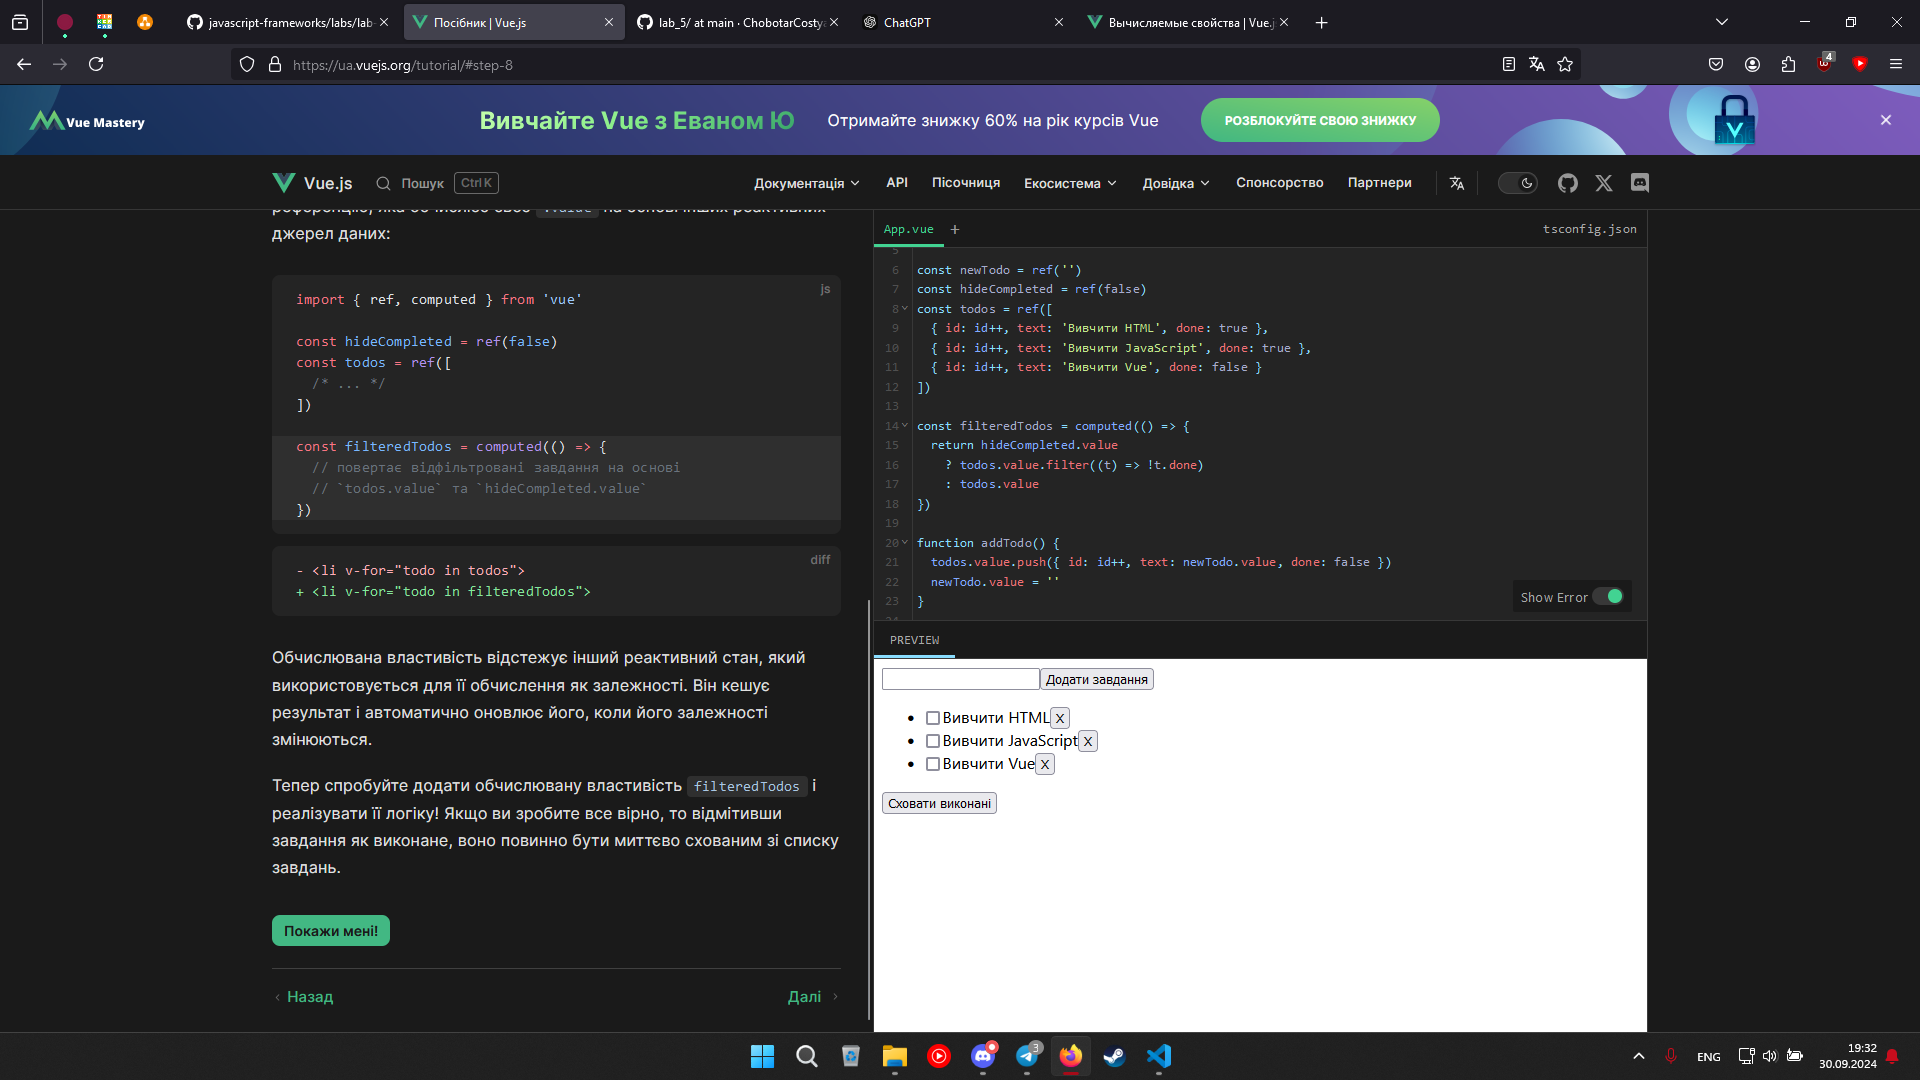 javascript-frameworks/labs/lab-
Посібник | Vue.js
lab_5/ at main · ChobotarCostya
ChatGPT
Вычисляемые свойства | Vue.j
https://ua.vuejs.org/tutorial/#step-8
4
Vue Mastery
Вивчайте Vue з Еваном Ю
Отримайте знижку 60% на рік курсів Vue
РОЗБЛОКУЙТЕ СВОЮ ЗНИЖКУ
Vue.js
Пошук
Ctrl K
Документація
API
Пісочниця
Екосистема
Довідка
Спонсорство
Партнери
джерел даних:
js
import { ref, computed } from 'vue'
const hideCompleted = ref(false)
const todos = ref([
/* ... */
])
const filteredTodos = computed(() => {
// повертає відфільтровані завдання на основі
// `todos.value` та `hideCompleted.value`
})
diff
- <li v-for="todo in todos">
+ <li v-for="todo in filteredTodos">
Обчислювана властивість відстежує інший реактивний стан, який
використовується для її обчислення як залежності. Він кешує
результат і автоматично оновлює його, коли його залежності
змінюються.
Тепер спробуйте додати обчислювану властивість filteredTodos і
реалізувати її логіку! Якщо ви зробите все вірно, то відмітивши
завдання як виконане, воно повинно бути миттєво схованим зі списку
завдань.
Покажи мені!
Назад
Далі
App.vue
+
tsconfig.json
6 const newTodo = ref('')
7 const hideCompleted = ref(false)
8 const todos = ref([
9 { id: id++, text: 'Вивчити HTML', done: true },
10 { id: id++, text: 'Вивчити JavaScript', done: true },
11 { id: id++, text: 'Вивчити Vue', done: false }
12 ])
13
14 const filteredTodos = computed(() => {
15 return hideCompleted.value
16 ? todos.value.filter((t) => !t.done)
17 : todos.value
18 })
19
20 function addTodo() {
21 todos.value.push({ id: id++, text: newTodo.value, done: false })
22 newTodo.value = ''
23 }
Show Error
PREVIEW
Додати завдання
Вивчити HTML X
Вивчити JavaScript X
Вивчити Vue X
Сховати виконані
3
ENG
19:32
30.09.2024